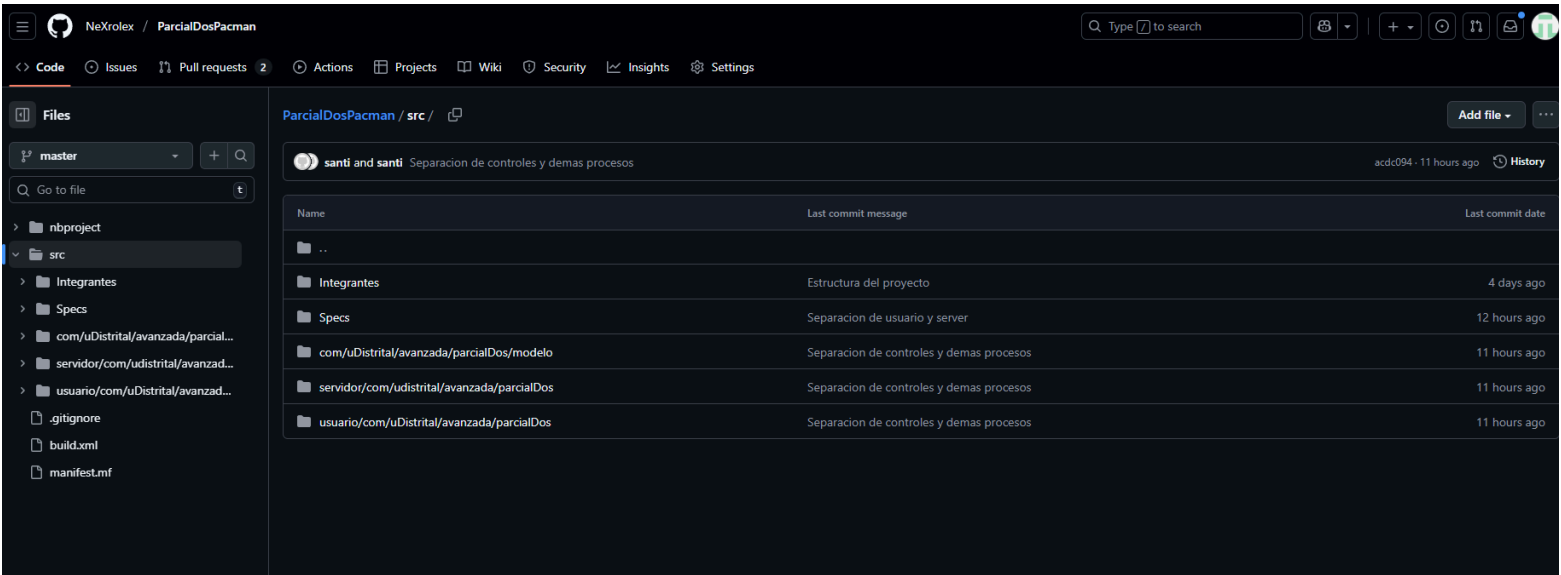 NeXrolex / ParcialDosPacman Type / to search
Code Issues Pull requests 2 Actions Projects Wiki Security Insights Settings
Files
master
Go to file t
nbproject
src
Integrantes
Specs
com/uDistrital/avanzada/parcial...
servidor/com/udistrital/avanzad...
usuario/com/uDistrital/avanzad...
.gitignore
build.xml
manifest.mf
ParcialDosPacman / src / Add file ...
santi and santi Separacion de controles y demas procesos acdc094 · 11 hours ago History
Name Last commit message Last commit date
..
Integrantes Estructura del proyecto 4 days ago
Specs Separacion de usuario y server 12 hours ago
com/uDistrital/avanzada/parcialDos/modelo Separacion de controles y demas procesos 11 hours ago
servidor/com/udistrital/avanzada/parcialDos Separacion de controles y demas procesos 11 hours ago
usuario/com/uDistrital/avanzada/parcialDos Separacion de controles y demas procesos 11 hours ago